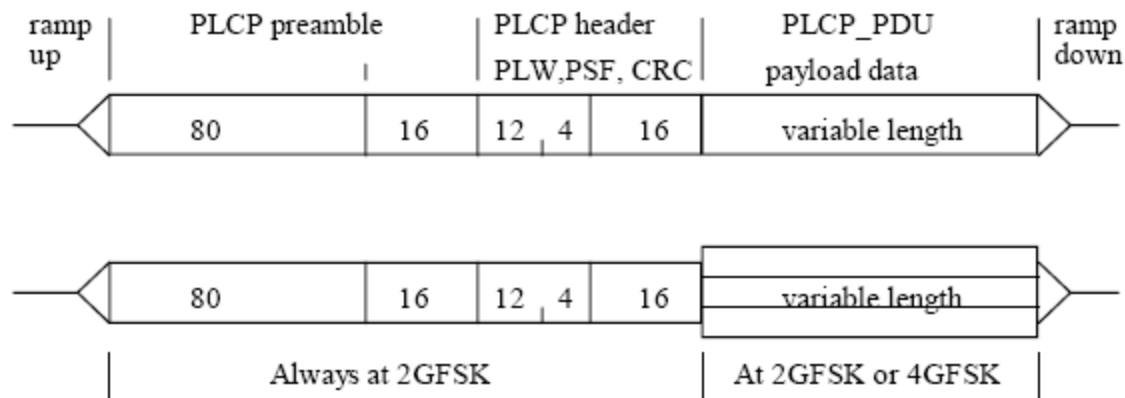 ramp up PLCP preamble PLCP header PLCP_PDU ramp down
PLW,PSF, CRC payload data
80 16 12 4 16 variable length
80 16 12 4 16 variable length
Always at 2GFSK At 2GFSK or 4GFSK